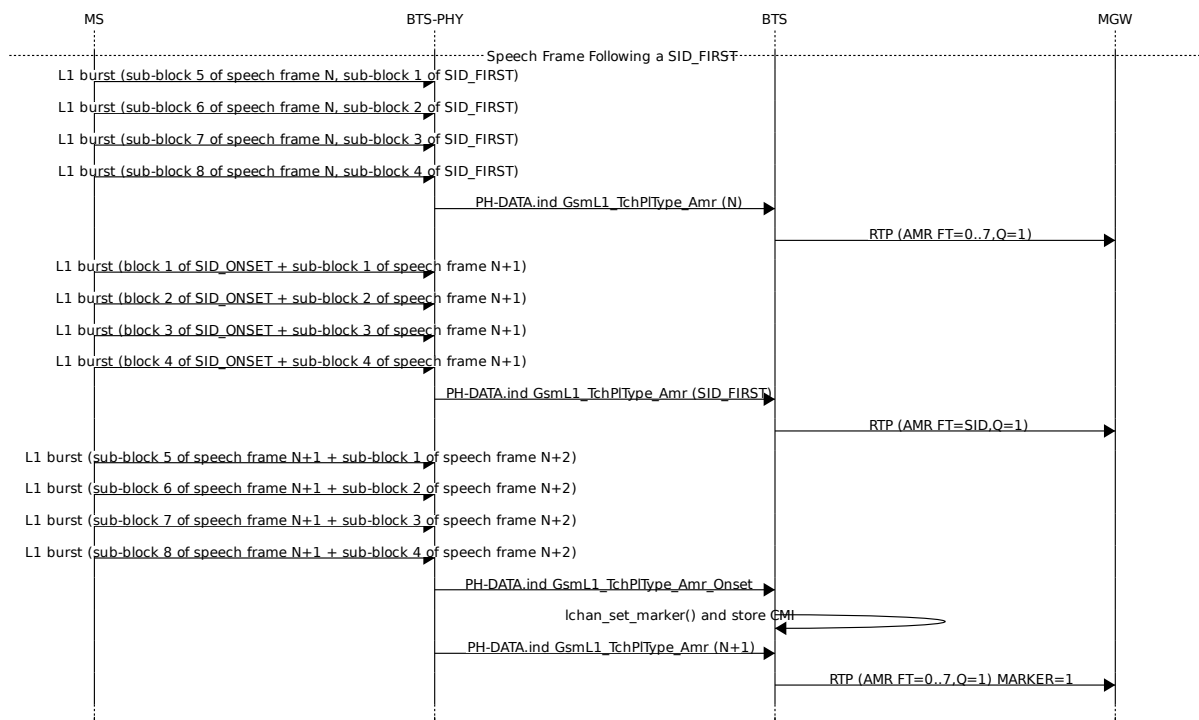 MS BTS-PHY BTS MGW
Speech Frame Following a SID_FIRST
L1 burst (sub-block 5 of speech frame N, sub-block 1 of SID_FIRST)
L1 burst (sub-block 6 of speech frame N, sub-block 2 of SID_FIRST)
L1 burst (sub-block 7 of speech frame N, sub-block 3 of SID_FIRST)
L1 burst (sub-block 8 of speech frame N, sub-block 4 of SID_FIRST)
PH-DATA.ind GsmL1_TchPlType_Amr (N)
RTP (AMR FT=0..7,Q=1)
L1 burst (block 1 of SID_ONSET + sub-block 1 of speech frame N+1)
L1 burst (block 2 of SID_ONSET + sub-block 2 of speech frame N+1)
L1 burst (block 3 of SID_ONSET + sub-block 3 of speech frame N+1)
L1 burst (block 4 of SID_ONSET + sub-block 4 of speech frame N+1)
PH-DATA.ind GsmL1_TchPlType_Amr (SID_FIRST)
RTP (AMR FT=SID,Q=1)
L1 burst (sub-block 5 of speech frame N+1 + sub-block 1 of speech frame N+2)
L1 burst (sub-block 6 of speech frame N+1 + sub-block 2 of speech frame N+2)
L1 burst (sub-block 7 of speech frame N+1 + sub-block 3 of speech frame N+2)
L1 burst (sub-block 8 of speech frame N+1 + sub-block 4 of speech frame N+2)
PH-DATA.ind GsmL1_TchPlType_Amr_Onset
lchan_set_marker() and store CMI
PH-DATA.ind GsmL1_TchPlType_Amr (N+1)
RTP (AMR FT=0..7,Q=1) MARKER=1